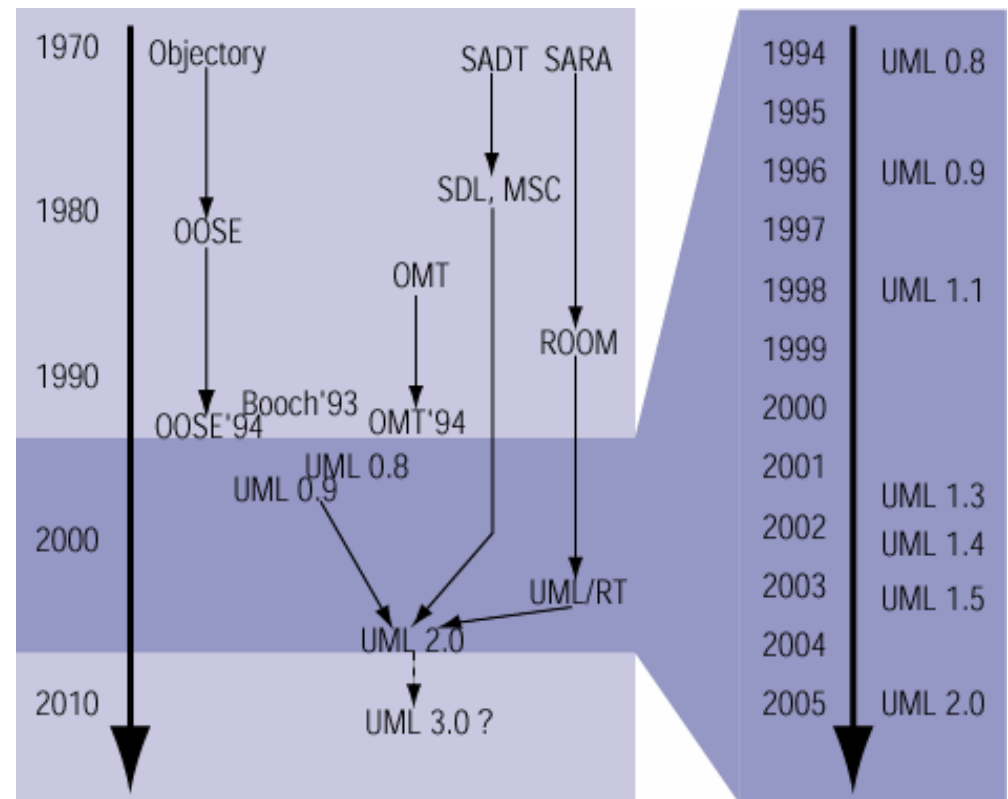 1970
Objectory
SADT SARA
SDL, MSC
1980
OOSE
OMT
ROOM
1990
Booch'93
OOSE'94
OMT'94
UML 0.8
UML 0.9
2000
UML/RT
UML 2.0
2010
UML 3.0 ?
1994
UML 0.8
1995
1996
UML 0.9
1997
1998
UML 1.1
1999
2000
2001
UML 1.3
2002
UML 1.4
2003
UML 1.5
2004
2005
UML 2.0